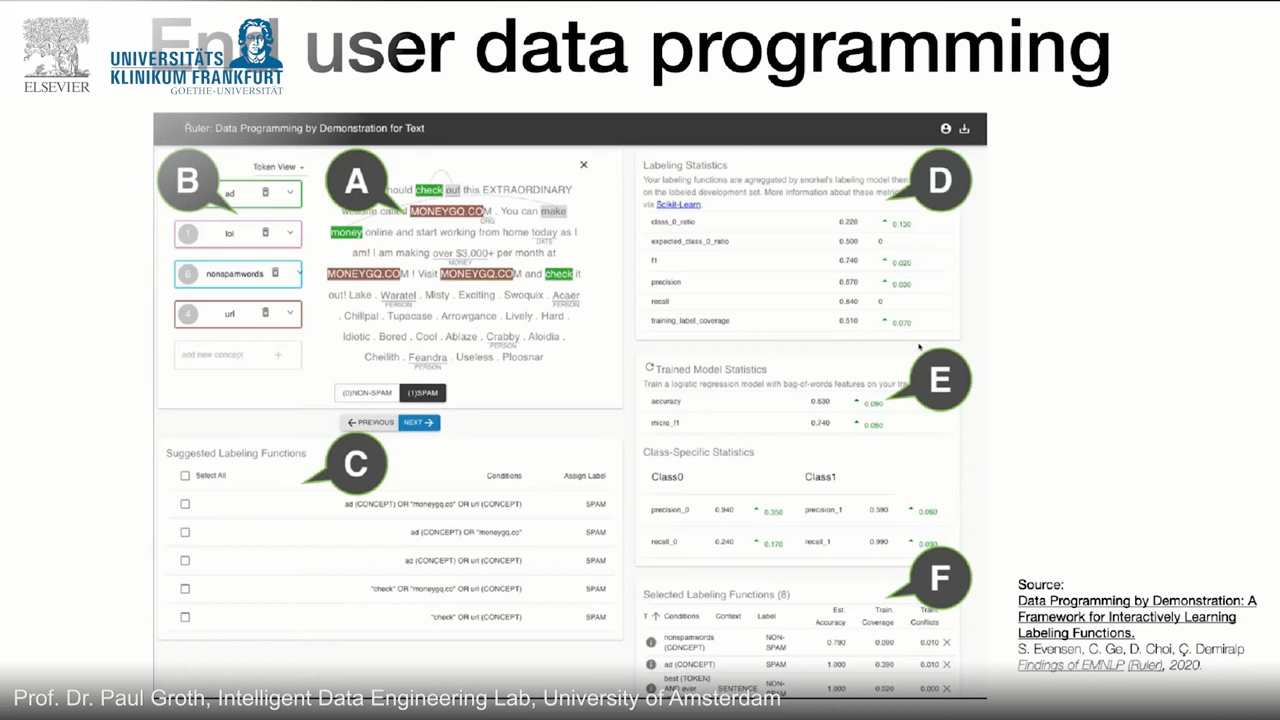 End user data programming
ELSEVIER
UNIVERSITÄTS
KLINIKUM FRANKFURT
GOETHE-UNIVERSITÄT
Ruler: Data Programming by Demonstration for Text
B
Token View
ad
1 loi
6 nonspamwords
4 url
add new concept +
A
hould check out this EXTRAORDINARY
website called MONEYGQ.COM . You can make
ORG
money online and start working from home today as I
DATE
am! I am making over $3,000+ per month at
MONEY
MONEYGQ.COM ! Visit MONEYGQ.COM and check it
out! Lake . Waratel . Misty . Exciting . Swoquix . Acaer
PERSON PERSON
. Chillpal . Tupacase . Arrowgance . Lively . Hard .
Idiotic . Bored . Cool . Ablaze . Crabby . Aloidia .
PERSON
Cheilith . Feandra . Useless . Ploosnar
PERSON
(0)NON-SPAM (1)SPAM
PREVIOUS NEXT
Suggested Labeling Functions
C
Select All Conditions Assign Label
ad (CONCEPT) OR "moneygq.co" OR url (CONCEPT) SPAM
ad (CONCEPT) OR "moneygq.co" SPAM
ad (CONCEPT) OR url (CONCEPT) SPAM
"check" OR "moneygq.co" OR url (CONCEPT) SPAM
"check" OR url (CONCEPT) SPAM
Labeling Statistics
D
Your labeling functions are agreggated by snorkel's labeling model then
on the labeled development set. More information about these metri
via Scikit-Learn.
class_0_ratio 0.220 0.130
expected_class_0_ratio 0.500 0
f1 0.740 0.020
precision 0.670 0.030
recall 0.840 0
training_label_coverage 0.510 0.070
Trained Model Statistics
E
Train a logistic regression model with bag-of-words features on your tra
accuracy 0.630 0.090
micro_f1 0.740 0.050
Class-Specific Statistics
Class0 Class1
precision_0 0.940 0.350 precision_1 0.590 0.060
recall_0 0.240 0.170 recall_1 0.990 0.030
F
Selected Labeling Functions (8)
T Conditions Context Label Est. Accuracy Train. Coverage Train. Conflicts
nonspamwords (CONCEPT) NON-SPAM 0.790 0.090 0.010
ad (CONCEPT) SPAM 1.000 0.390 0.010
best (TOKEN)
AND ever SENTENCE NON-SPAM 1.000 0.020 0.000
Source:
Data Programming by Demonstration: A
Framework for Interactively Learning
Labeling Functions.
S. Evensen, C. Ge, D. Choi, Ç. Demiralp
Findings of EMNLP (Ruler), 2020.
Prof. Dr. Paul Groth, Intelligent Data Engineering Lab, University of Amsterdam